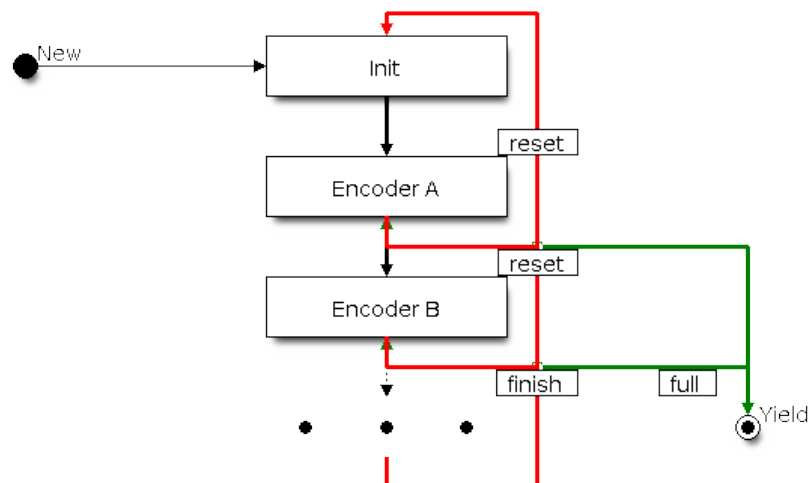 New
Init
reset
Encoder A
reset
Encoder B
finish
full
Yield